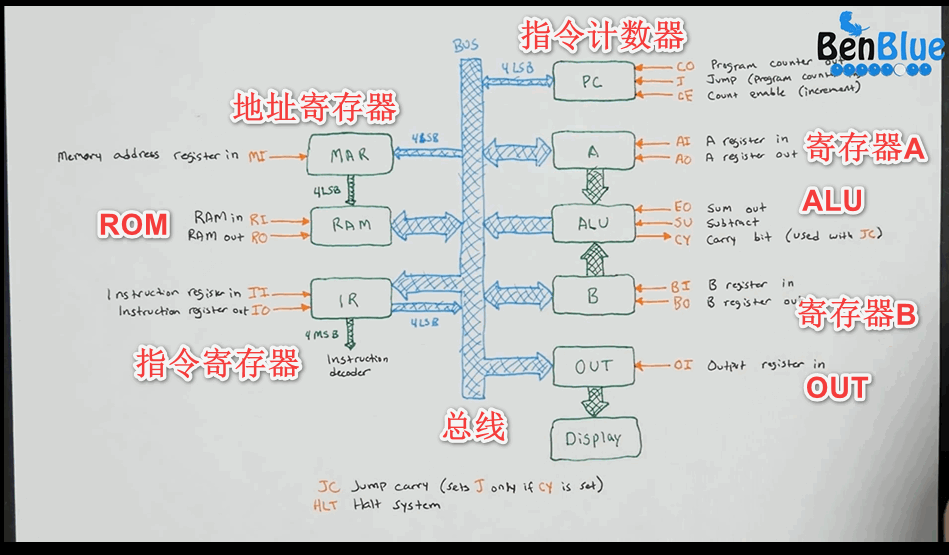 指令计数器
BenBlue
BUS
4LSB
PC
CO Program counter out
J Jump (program counter in)
CE Count enable (increment)
地址寄存器
4LSB
Memory address register in MI
MAR
A
AI A register in
AO A register out
寄存器A
4LSB
ROM
RAM in RI
RAM out RO
RAM
ALU
EO Sum out
SU Subtract
CY Carry bit (used with JC)
ALU
Instruction register in II
Instruction register out IO
IR
4LSB
B
BI B register in
BO B register out
寄存器B
4MSB
Instruction
decoder
指令寄存器
OUT
OI Output register in
OUT
总线
Display
JC Jump carry (sets J only if CY is set)
HLT Halt system